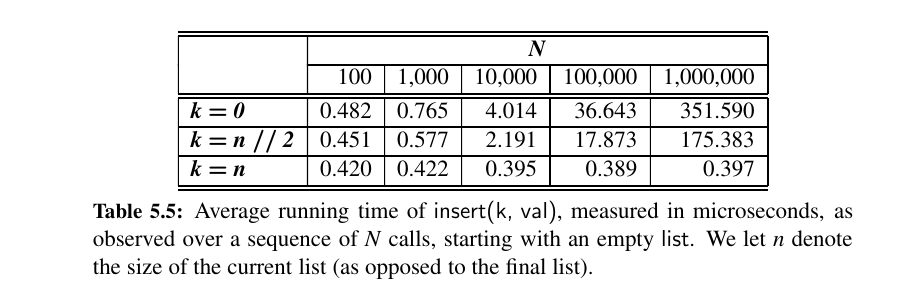 N
100 1,000 10,000 100,000 1,000,000
k = 0 0.482 0.765 4.014 36.643 351.590
k = n // 2 0.451 0.577 2.191 17.873 175.383
k = n 0.420 0.422 0.395 0.389 0.397
Table 5.5: Average running time of insert(k, val), measured in microseconds, as
observed over a sequence of N calls, starting with an empty list. We let n denote
the size of the current list (as opposed to the final list).